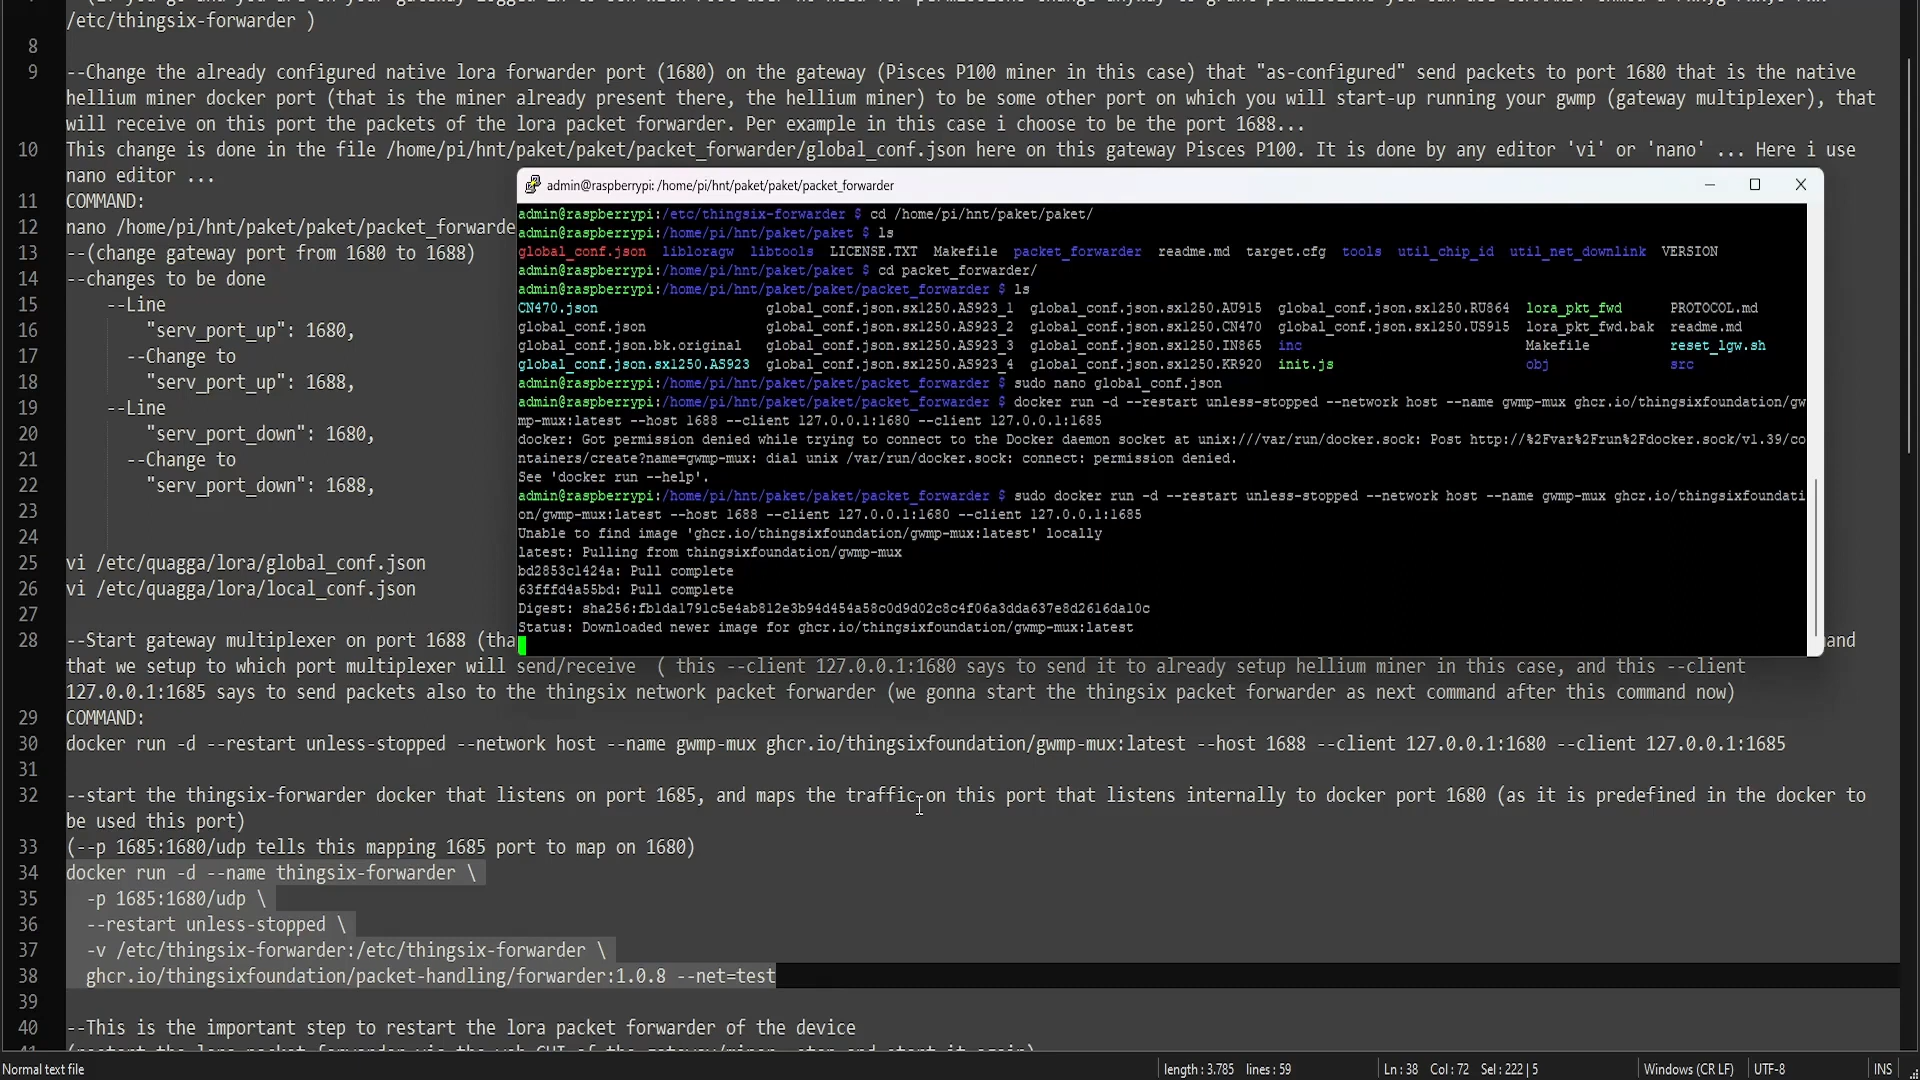 /etc/thingsix-forwarder )
8
9 --Change the already configured native lora forwarder port (1680) on the gateway (Pisces P100 miner in this case) that "as-configured" send packets to port 1680 that is the native
hellium miner docker port (that is the miner already present there, the hellium miner) to be some other port on which you will start-up running your gwmp (gateway multiplexer), that
will receive on this port the packets of the lora packet forwarder. Per example in this case i choose to be the port 1688...
10 This change is done in the file /home/pi/hnt/paket/paket/packet_forwarder/global_conf.json here on this gateway Pisces P100. It is done by any editor 'vi' or 'nano' ... Here i use
nano editor ...
11 COMMAND:
12 nano /home/pi/hnt/paket/paket/packet_forwarde
13 --(change gateway port from 1680 to 1688)
14 --changes to be done
15 --Line
16 "serv_port_up": 1680,
17 --Change to
18 "serv_port_up": 1688,
19 --Line
20 "serv_port_down": 1680,
21 --Change to
22 "serv_port_down": 1688,
23
24
25 vi /etc/quagga/lora/global_conf.json
26 vi /etc/quagga/lora/local_conf.json
27
28 --Start gateway multiplexer on port 1688 (tha and
that we setup to which port multiplexer will send/receive ( this --client 127.0.0.1:1680 says to send it to already setup hellium miner in this case, and this --client
127.0.0.1:1685 says to send packets also to the thingsix network packet forwarder (we gonna start the thingsix packet forwarder as next command after this command now)
29 COMMAND:
30 docker run -d --restart unless-stopped --network host --name gwmp-mux ghcr.io/thingsixfoundation/gwmp-mux:latest --host 1688 --client 127.0.0.1:1680 --client 127.0.0.1:1685
31
32 --start the thingsix-forwarder docker that listens on port 1685, and maps the traffic on this port that listens internally to docker port 1680 (as it is predefined in the docker to
be used this port)
33 (--p 1685:1680/udp tells this mapping 1685 port to map on 1680)
34 docker run -d --name thingsix-forwarder \
35 -p 1685:1680/udp \
36 --restart unless-stopped \
37 -v /etc/thingsix-forwarder:/etc/thingsix-forwarder \
38 ghcr.io/thingsixfoundation/packet-handling/forwarder:1.0.8 --net=test
39
40 --This is the important step to restart the lora packet forwarder of the device
admin@raspberrypi: /home/pi/hnt/paket/paket/packet_forwarder
admin@raspberrypi:/etc/thingsix-forwarder $ cd /home/pi/hnt/paket/paket/
admin@raspberrypi:/home/pi/hnt/paket/paket $ ls
global_conf.json libloragw libtools LICENSE.TXT Makefile packet_forwarder readme.md target.cfg tools util_chip_id util_net_downlink VERSION
admin@raspberrypi:/home/pi/hnt/paket/paket $ cd packet_forwarder/
admin@raspberrypi:/home/pi/hnt/paket/paket/packet_forwarder $ ls
CN470.json global_conf.json.sx1250.AS923_1 global_conf.json.sx1250.AU915 global_conf.json.sx1250.RU864 lora_pkt_fwd PROTOCOL.md
global_conf.json global_conf.json.sx1250.AS923_2 global_conf.json.sx1250.CN470 global_conf.json.sx1250.US915 lora_pkt_fwd.bak readme.md
global_conf.json.bk.original global_conf.json.sx1250.AS923_3 global_conf.json.sx1250.IN865 inc Makefile reset_lgw.sh
global_conf.json.sx1250.AS923 global_conf.json.sx1250.AS923_4 global_conf.json.sx1250.KR920 init.js obj src
admin@raspberrypi:/home/pi/hnt/paket/paket/packet_forwarder $ sudo nano global_conf.json
admin@raspberrypi:/home/pi/hnt/paket/paket/packet_forwarder $ docker run -d --restart unless-stopped --network host --name gwmp-mux ghcr.io/thingsixfoundation/gw
mp-mux:latest --host 1688 --client 127.0.0.1:1680 --client 127.0.0.1:1685
docker: Got permission denied while trying to connect to the Docker daemon socket at unix:///var/run/docker.sock: Post http://%2Fvar%2Frun%2Fdocker.sock/v1.39/co
ntainers/create?name=gwmp-mux: dial unix /var/run/docker.sock: connect: permission denied.
See 'docker run --help'.
admin@raspberrypi:/home/pi/hnt/paket/paket/packet_forwarder $ sudo docker run -d --restart unless-stopped --network host --name gwmp-mux ghcr.io/thingsixfoundati
on/gwmp-mux:latest --host 1688 --client 127.0.0.1:1680 --client 127.0.0.1:1685
Unable to find image 'ghcr.io/thingsixfoundation/gwmp-mux:latest' locally
latest: Pulling from thingsixfoundation/gwmp-mux
bd2853c1424a: Pull complete
63fffd4a55bd: Pull complete
Digest: sha256:fb1da1791c5e4ab812e3b94d454a58c0d9d02c8c4f06a3dda637e8d2616da10c
Status: Downloaded newer image for ghcr.io/thingsixfoundation/gwmp-mux:latest
Normal text file length : 3.785 lines : 59 Ln : 38 Col : 72 Sel : 222 | 5 Windows (CR LF) UTF-8 INS